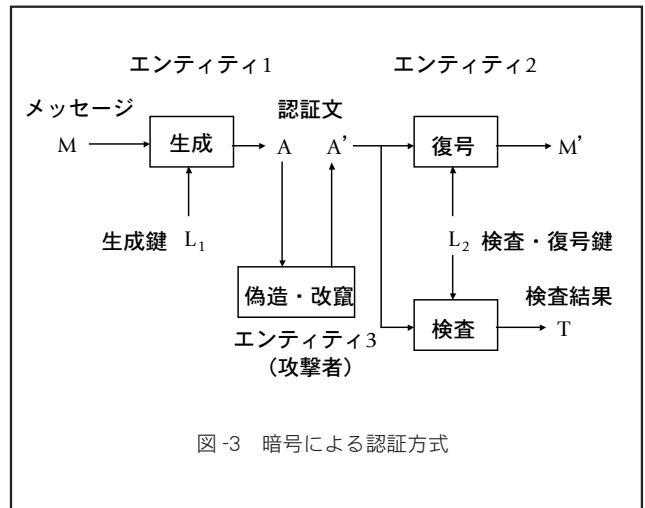 エンティティ1 エンティティ2
メッセージ 認証文
M 生成 A A' 復号 M'
生成鍵 L₁ L₂ 検査・復号鍵
偽造・改竄 検査結果
エンティティ3 検査 T
(攻撃者)
図-3 暗号による認証方式